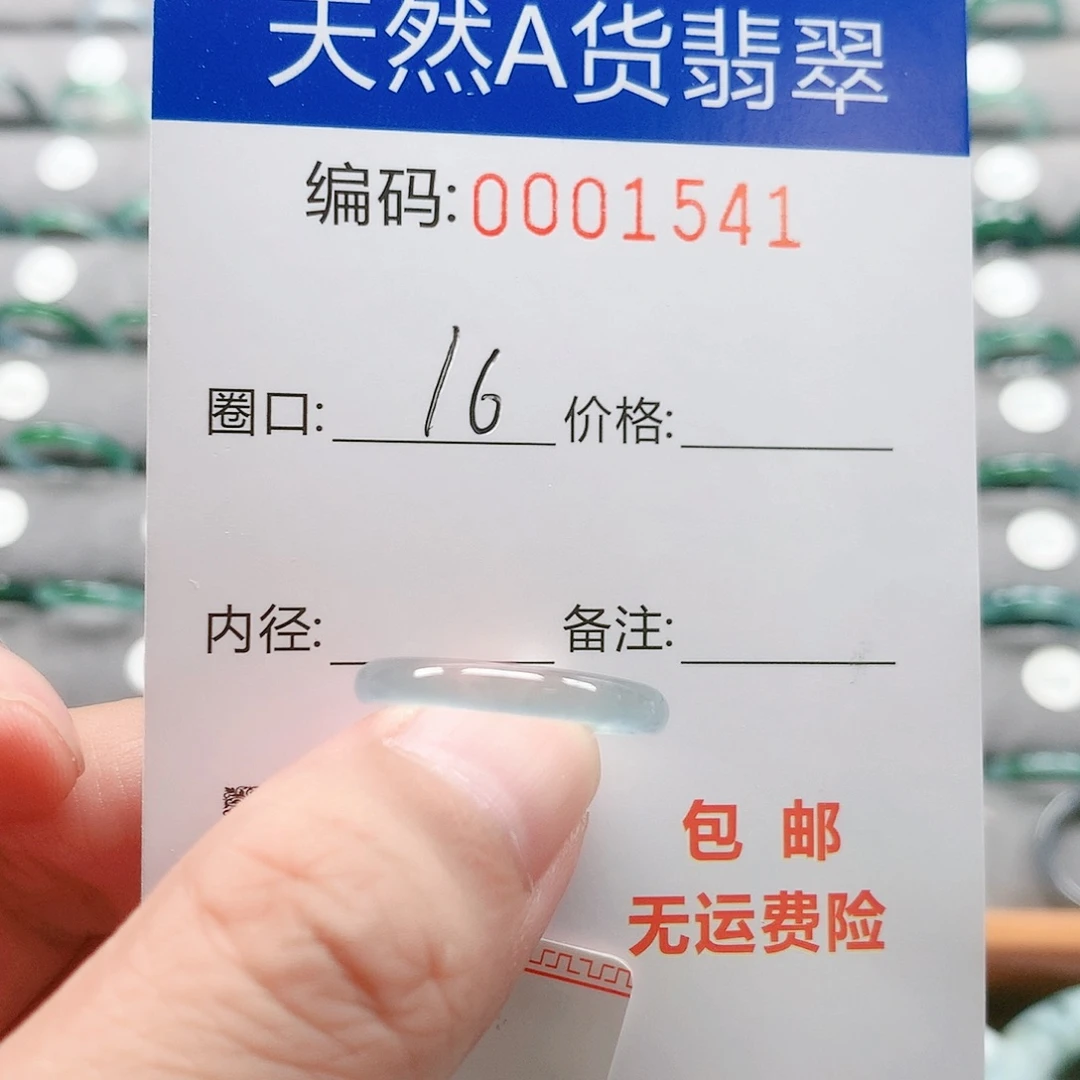 天然A货翡翠
编码:0001541
圈口: 16 价格:
内径: 备注:
包 邮
无运费险